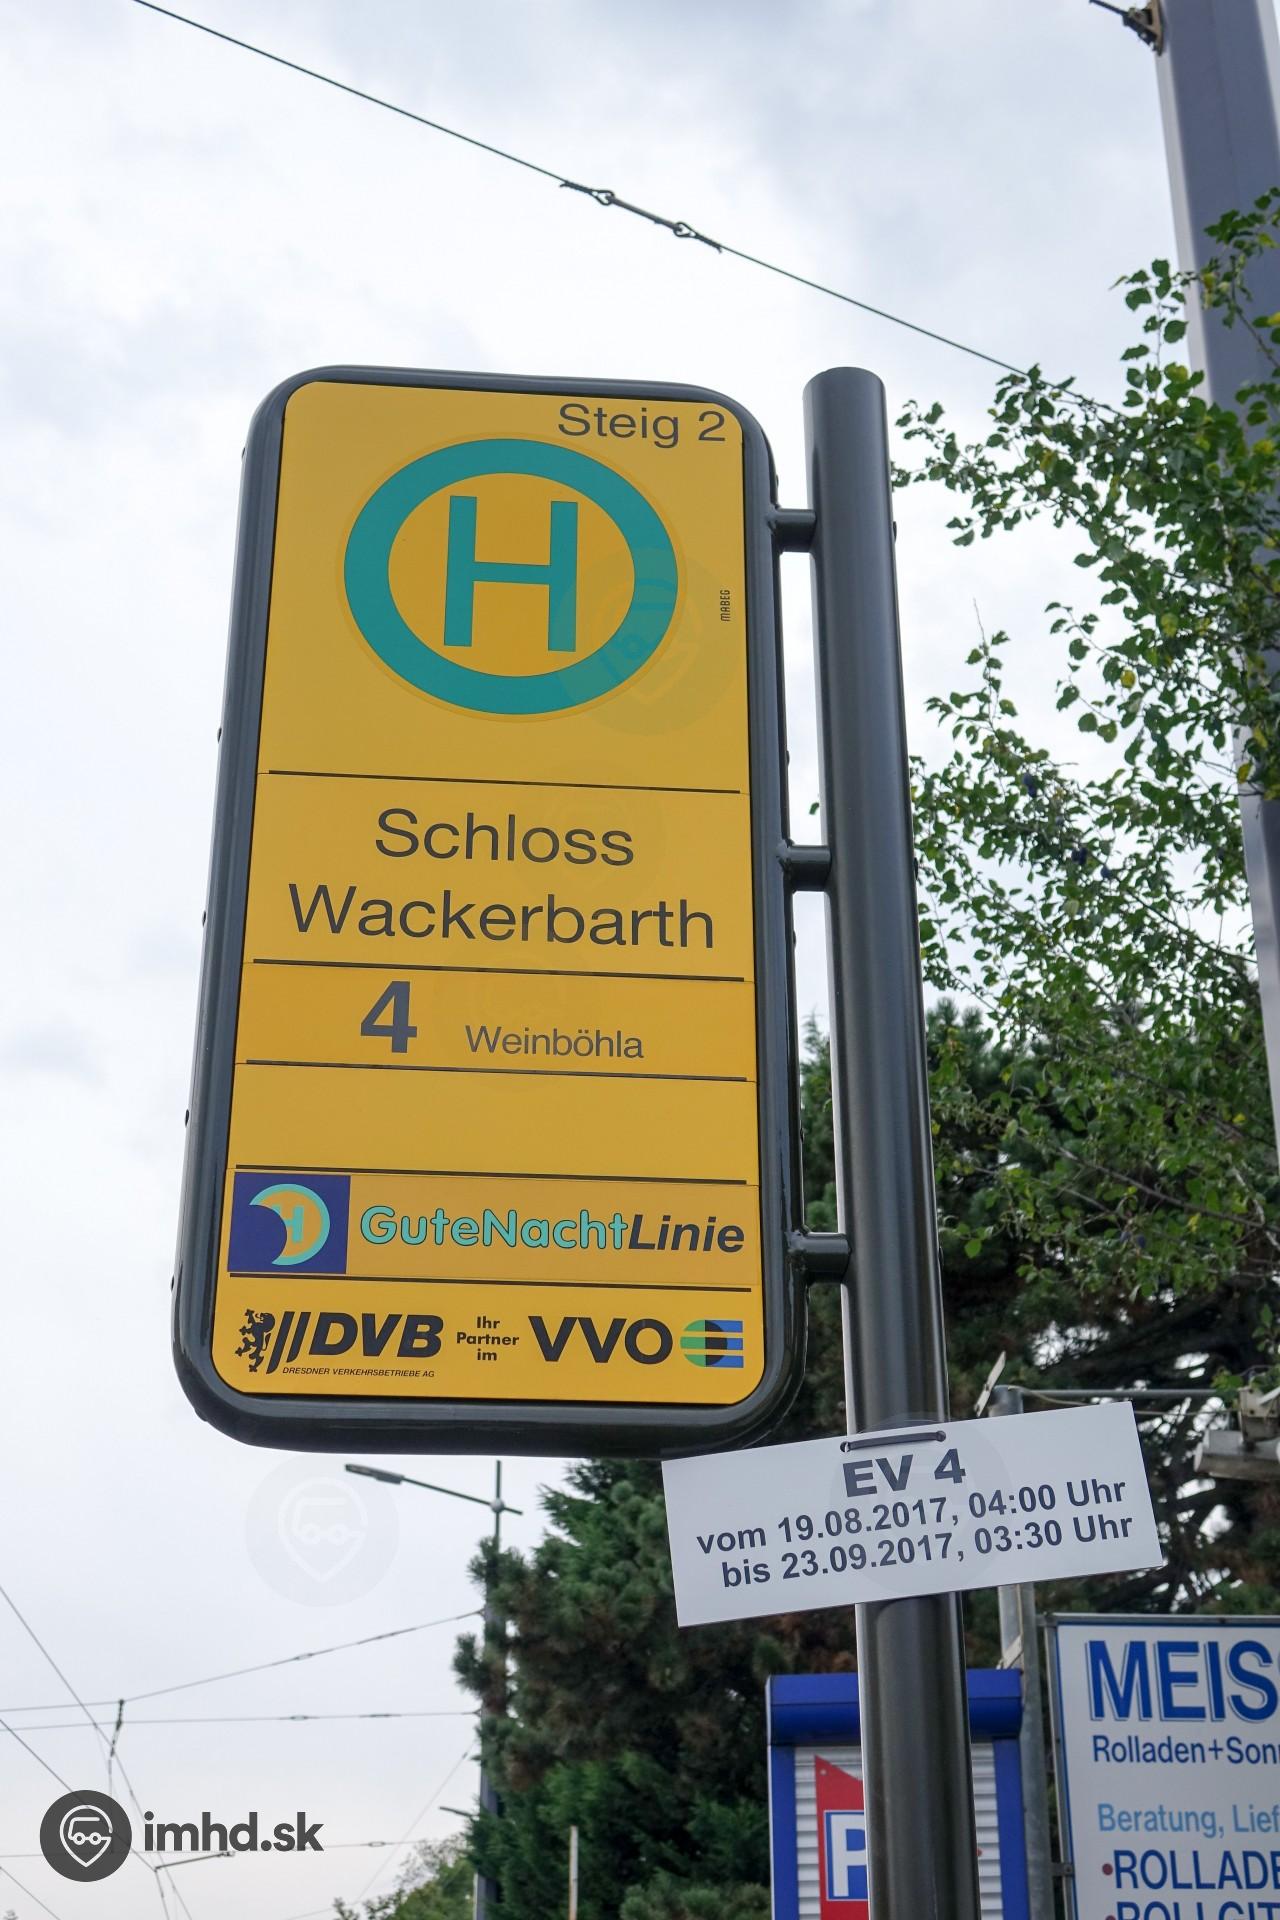 Steig 2
H
MABEG
Schloss
Wackerbarth
4 Weinböhla
H GuteNachtLinie
DVB Ihr Partner im VVO
DRESDNER VERKEHRSBETRIEBE AG
EV 4
vom 19.08.2017, 04:00 Uhr
bis 23.09.2017, 03:30 Uhr
MEIS
Rolladen+Son
Beratung, Lief
•ROLLADE
P
imhd.sk